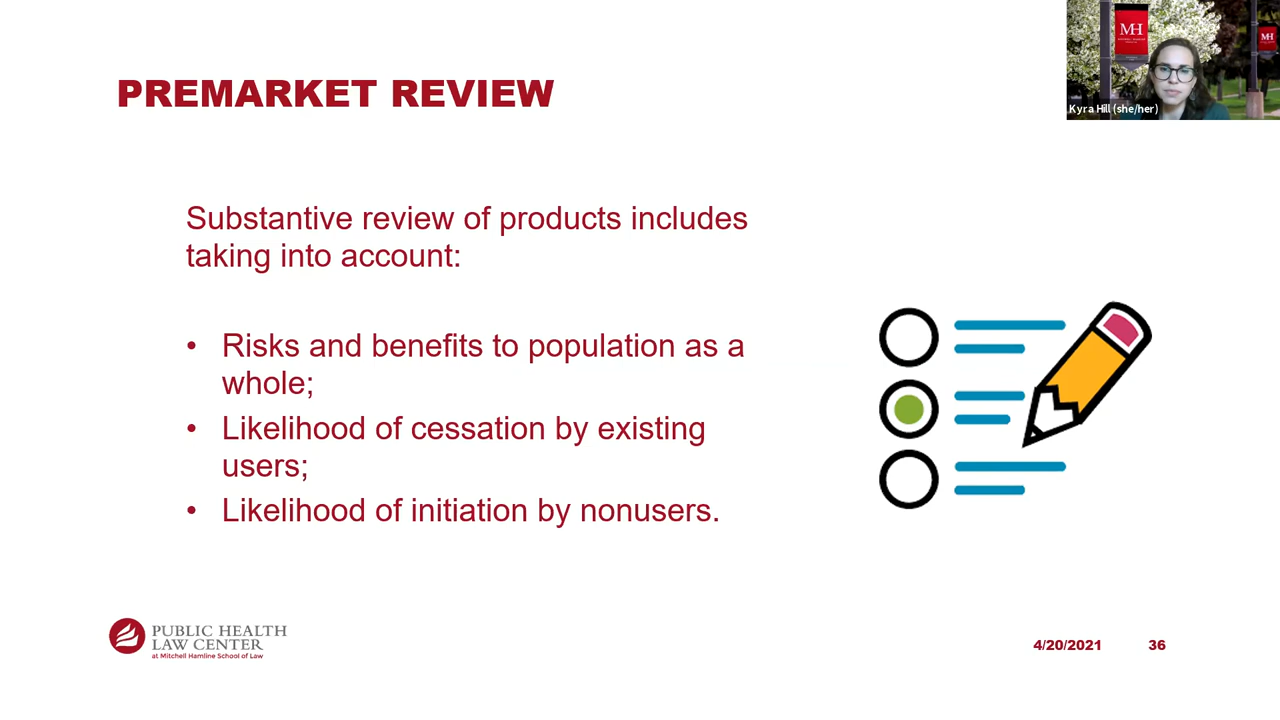 MH
MH
Kyra Hill (she/her)
PREMARKET REVIEW
Substantive review of products includes
taking into account:
• Risks and benefits to population as a
whole;
• Likelihood of cessation by existing
users;
• Likelihood of initiation by nonusers.
PUBLIC HEALTH
LAW CENTER
at Mitchell Hamline School of Law
4/20/2021 36